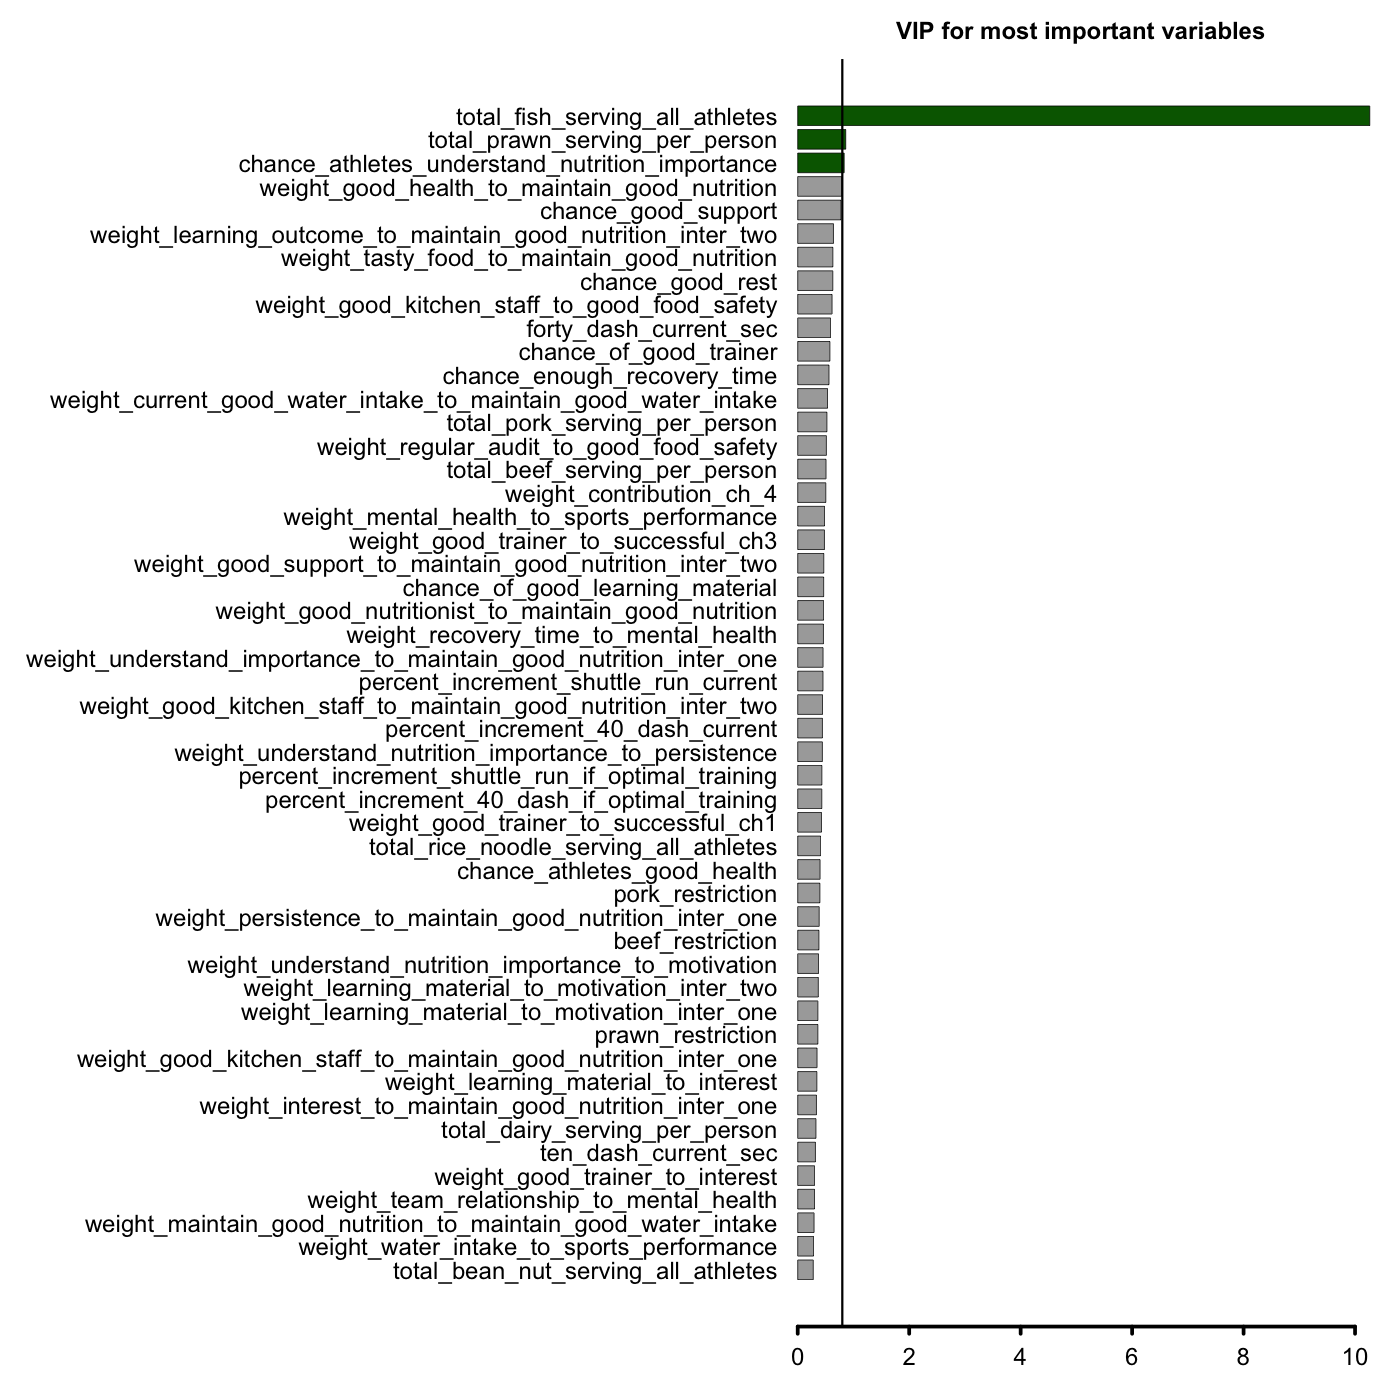 VIP for most important variables
total_fish_serving_all_athletes
total_prawn_serving_per_person
chance_athletes_understand_nutrition_importance
weight_good_health_to_maintain_good_nutrition
chance_good_support
weight_learning_outcome_to_maintain_good_nutrition_inter_two
weight_tasty_food_to_maintain_good_nutrition
chance_good_rest
weight_good_kitchen_staff_to_good_food_safety
forty_dash_current_sec
chance_of_good_trainer
chance_enough_recovery_time
weight_current_good_water_intake_to_maintain_good_water_intake
total_pork_serving_per_person
weight_regular_audit_to_good_food_safety
total_beef_serving_per_person
weight_contribution_ch_4
weight_mental_health_to_sports_performance
weight_good_trainer_to_successful_ch3
weight_good_support_to_maintain_good_nutrition_inter_two
chance_of_good_learning_material
weight_good_nutritionist_to_maintain_good_nutrition
weight_recovery_time_to_mental_health
weight_understand_importance_to_maintain_good_nutrition_inter_one
percent_increment_shuttle_run_current
weight_good_kitchen_staff_to_maintain_good_nutrition_inter_two
percent_increment_40_dash_current
weight_understand_nutrition_importance_to_persistence
percent_increment_shuttle_run_if_optimal_training
percent_increment_40_dash_if_optimal_training
weight_good_trainer_to_successful_ch1
total_rice_noodle_serving_all_athletes
chance_athletes_good_health
pork_restriction
weight_persistence_to_maintain_good_nutrition_inter_one
beef_restriction
weight_understand_nutrition_importance_to_motivation
weight_learning_material_to_motivation_inter_two
weight_learning_material_to_motivation_inter_one
prawn_restriction
weight_good_kitchen_staff_to_maintain_good_nutrition_inter_one
weight_learning_material_to_interest
weight_interest_to_maintain_good_nutrition_inter_one
total_dairy_serving_per_person
ten_dash_current_sec
weight_good_trainer_to_interest
weight_team_relationship_to_mental_health
weight_maintain_good_nutrition_to_maintain_good_water_intake
weight_water_intake_to_sports_performance
total_bean_nut_serving_all_athletes
0 2 4 6 8 10